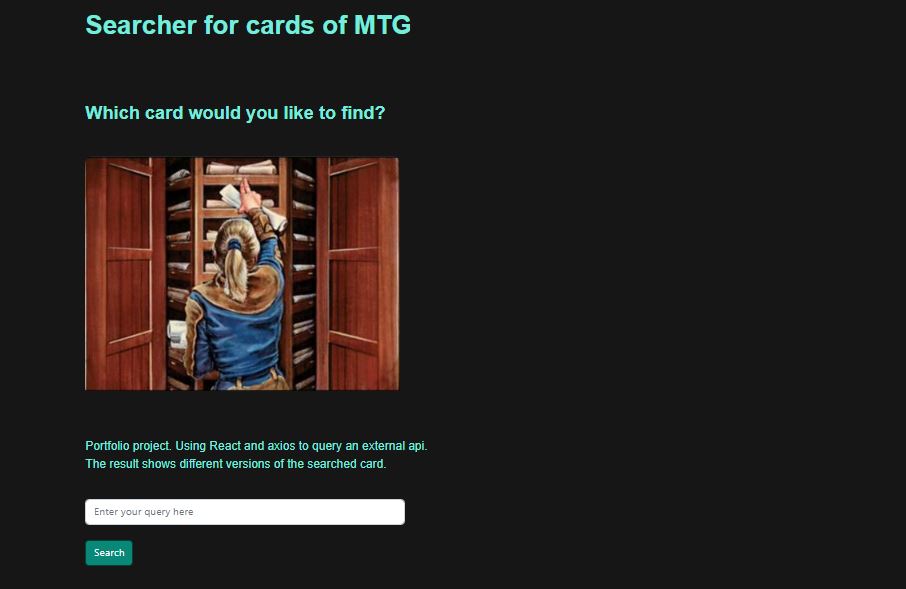 Searcher for cards of MTG
Which card would you like to find?
Portfolio project. Using React and axios to query an external api.
The result shows different versions of the searched card.
Enter your query here
Search